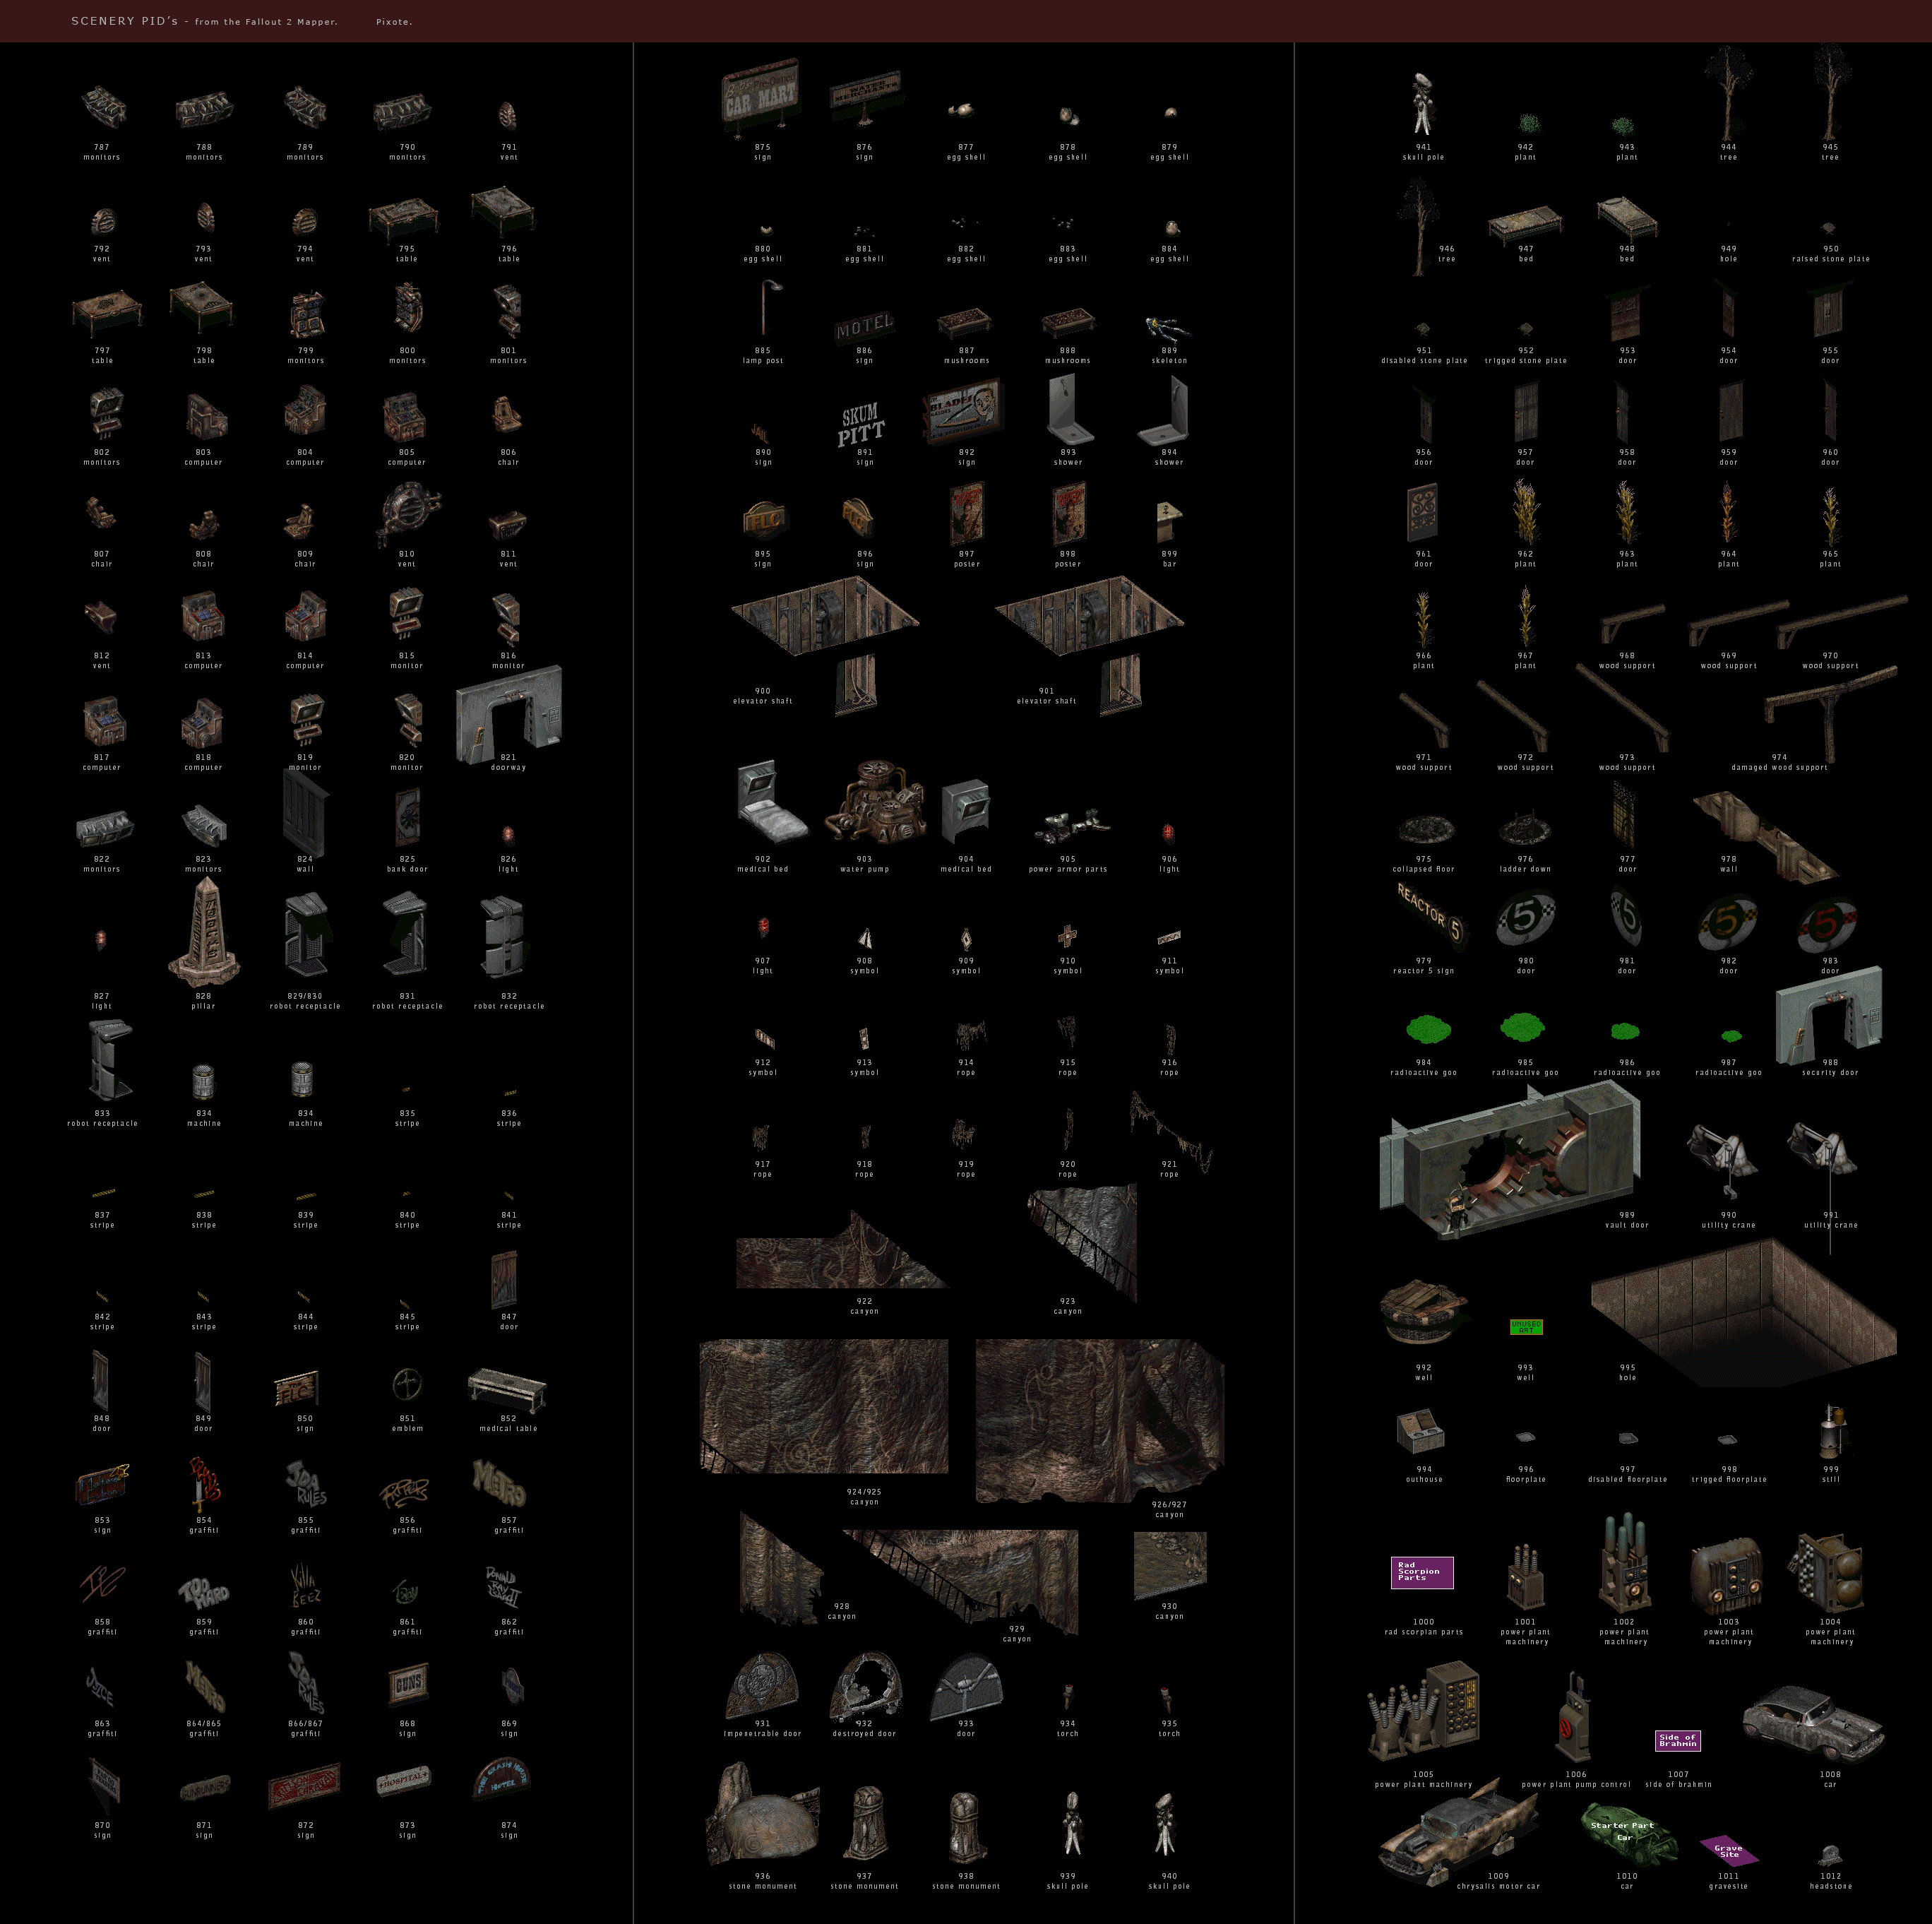 SCENERY PID's - from the Fallout 2 Mapper. Pixote.
787 788 789 790 791
monitors monitors monitors monitors vent
792 793 794 795 796
vent vent vent table table
797 798 799 800 801
table table monitors monitors monitors
802 803 804 805 806
monitors computer computer computer chair
807 808 809 810 811
chair chair chair vent vent
812 813 814 815 816
vent computer computer monitor monitor
817 818 819 820 821
computer computer monitor monitor doorway
822 823 824 825 826
monitors monitors wall bank door light
827 828 829/830 831 832
light pillar robot receptacle robot receptacle robot receptacle
833 834 834 835 836
robot receptacle machine machine stripe stripe
837 838 839 840 841
stripe stripe stripe stripe stripe
842 843 844 845 847
stripe stripe stripe stripe door
FLC
848 849 850 851 852
door door sign emblem medical table
JOA RULES
METRO
853 854 855 856 857
sign graffiti graffiti graffiti graffiti
TOO HARD
KillA BEEZ
858 859 860 861 862
graffiti graffiti graffiti graffiti graffiti
METRO
JOA RULES
GUNS
863 864/865 866/867 868 869
graffiti graffiti graffiti sign sign
HOSPITAL
THE CRASH HOUSE HOTEL
870 871 872 873 874
sign sign sign sign sign
CAR MART
WATER MERCHANTS
875 876 877 878 879
sign sign egg shell egg shell egg shell
880 881 882 883 884
egg shell egg shell egg shell egg shell egg shell
MOTEL
885 886 887 888 889
lamp post sign mushrooms mushrooms skeleton
JAIL
SKUM PITT
BLADES
890 891 892 893 894
sign sign sign shower shower
FLC
895 896 897 898 899
sign sign poster poster bar
900 901
elevator shaft elevator shaft
902 903 904 905 906
medical bed water pump medical bed power armor parts light
907 908 909 910 911
light symbol symbol symbol symbol
912 913 914 915 916
symbol symbol rope rope rope
917 918 919 920 921
rope rope rope rope rope
922 923
canyon canyon
924/925 926/927
canyon canyon
928 929 930
canyon canyon canyon
931 932 933 934 935
impenetrable door destroyed door door torch torch
936 937 938 939 940
stone monument stone monument stone monument skull pole skull pole
941 942 943 944 945
skull pole plant plant tree tree
946 947 948 949 950
tree bed bed hole raised stone plate
951 952 953 954 955
disabled stone plate trigged stone plate door door door
956 957 958 959 960
door door door door door
961 962 963 964 965
door plant plant plant plant
966 967 968 969 970
plant plant wood support wood support wood support
971 972 973 974
wood support wood support wood support damaged wood support
975 976 977 978
collapsed floor ladder down door wall
REACTOR 5
5 5 5 5
979 980 981 982 983
reactor 5 sign door door door door
984 985 986 987 988
radioactive goo radioactive goo radioactive goo radioactive goo security door
989 990 991
vault door utility crane utility crane
UNUSED ART
992 993 995
well well hole
994 996 997 998 999
outhouse floorplate disabled floorplate trigged floorplate still
Rad
Scorpion
Parts
1000 1001 1002 1003 1004
rad scorpian parts power plant machinery power plant machinery power plant machinery power plant machinery
Side of
Brahmin
1005 1006 1007 1008
power plant machinery power plant pump control side of brahmin car
Starter Part
Car
Grave
Site
1009 1010 1011 1012
chrysalis motor car car gravesite headstone